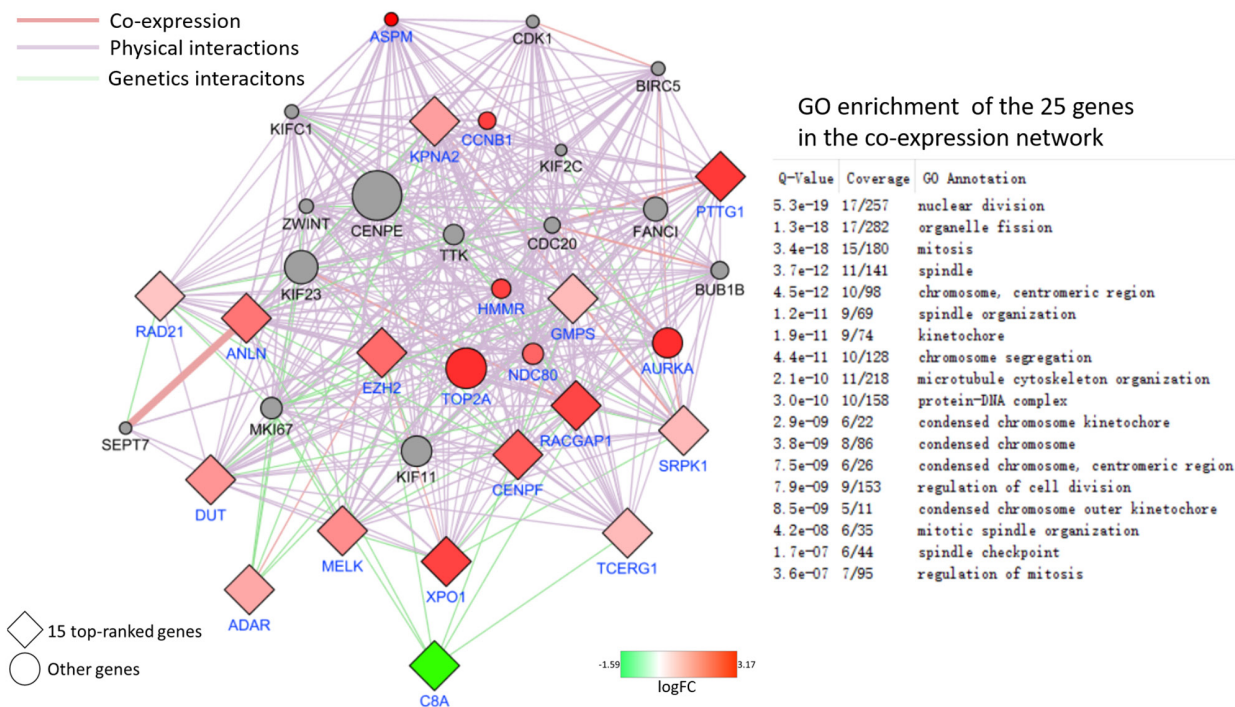 Co-expression
Physical interactions
Genetics interacitons
ASPM
CDK1
BIRC5
KIFC1
KPNA2
CCNB1
KIF2C
PTTG1
ZWINT
CENPE
TTK
CDC20
FANCI
KIF23
BUB1B
RAD21
ANLN
HMMR
GMPS
EZH2
TOP2A
NDC80
AURKA
SEPT7
MKI67
RACGAP1
KIF11
CENPF
SRPK1
DUT
MELK
XPO1
TCERG1
ADAR
C8A
15 top-ranked genes
Other genes
-1.59 3.17
logFC
GO enrichment of the 25 genes
in the co-expression network
Q-Value Coverage GO Annotation
5.3e-19 17/257 nuclear division
1.3e-18 17/282 organelle fission
3.4e-18 15/180 mitosis
3.7e-12 11/141 spindle
4.5e-12 10/98 chromosome, centromeric region
1.2e-11 9/69 spindle organization
1.9e-11 9/74 kinetochore
4.4e-11 10/128 chromosome segregation
2.1e-10 11/218 microtubule cytoskeleton organization
3.0e-10 10/158 protein-DNA complex
2.9e-09 6/22 condensed chromosome kinetochore
3.8e-09 8/86 condensed chromosome
7.5e-09 6/26 condensed chromosome, centromeric region
7.9e-09 9/153 regulation of cell division
8.5e-09 5/11 condensed chromosome outer kinetochore
4.2e-08 6/35 mitotic spindle organization
1.7e-07 6/44 spindle checkpoint
3.6e-07 7/95 regulation of mitosis